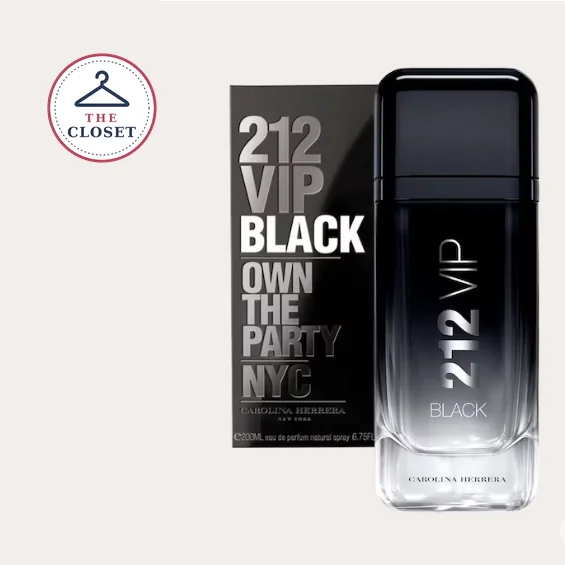 THE
CLOSET
212
VIP
BLACK
OWN
THE
PARTY
NYC
CAROLINA HERRERA
NEW YORK
℮200ML eau de parfum natural spray 6.75FL
212 VIP
BLACK
CAROLINA HERRERA